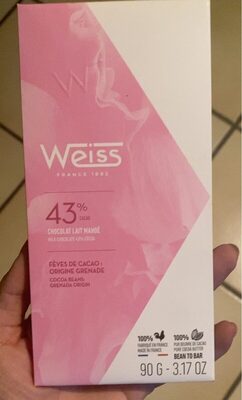 W
Weiss
FRANCE 1882
43% CACAO
CHOCOLAT LAIT MAHOÉ
MILK CHOCOLATE 43% COCOA
FÈVES DE CACAO :
ORIGINE GRENADE
COCOA BEANS:
GRENADA ORIGIN
100% 100%
FABRIQUÉ EN FRANCE PUR BEURRE DE CACAO
MADE IN FRANCE PURE COCOA BUTTER
BEAN TO BAR
90 G - 3.17 OZ